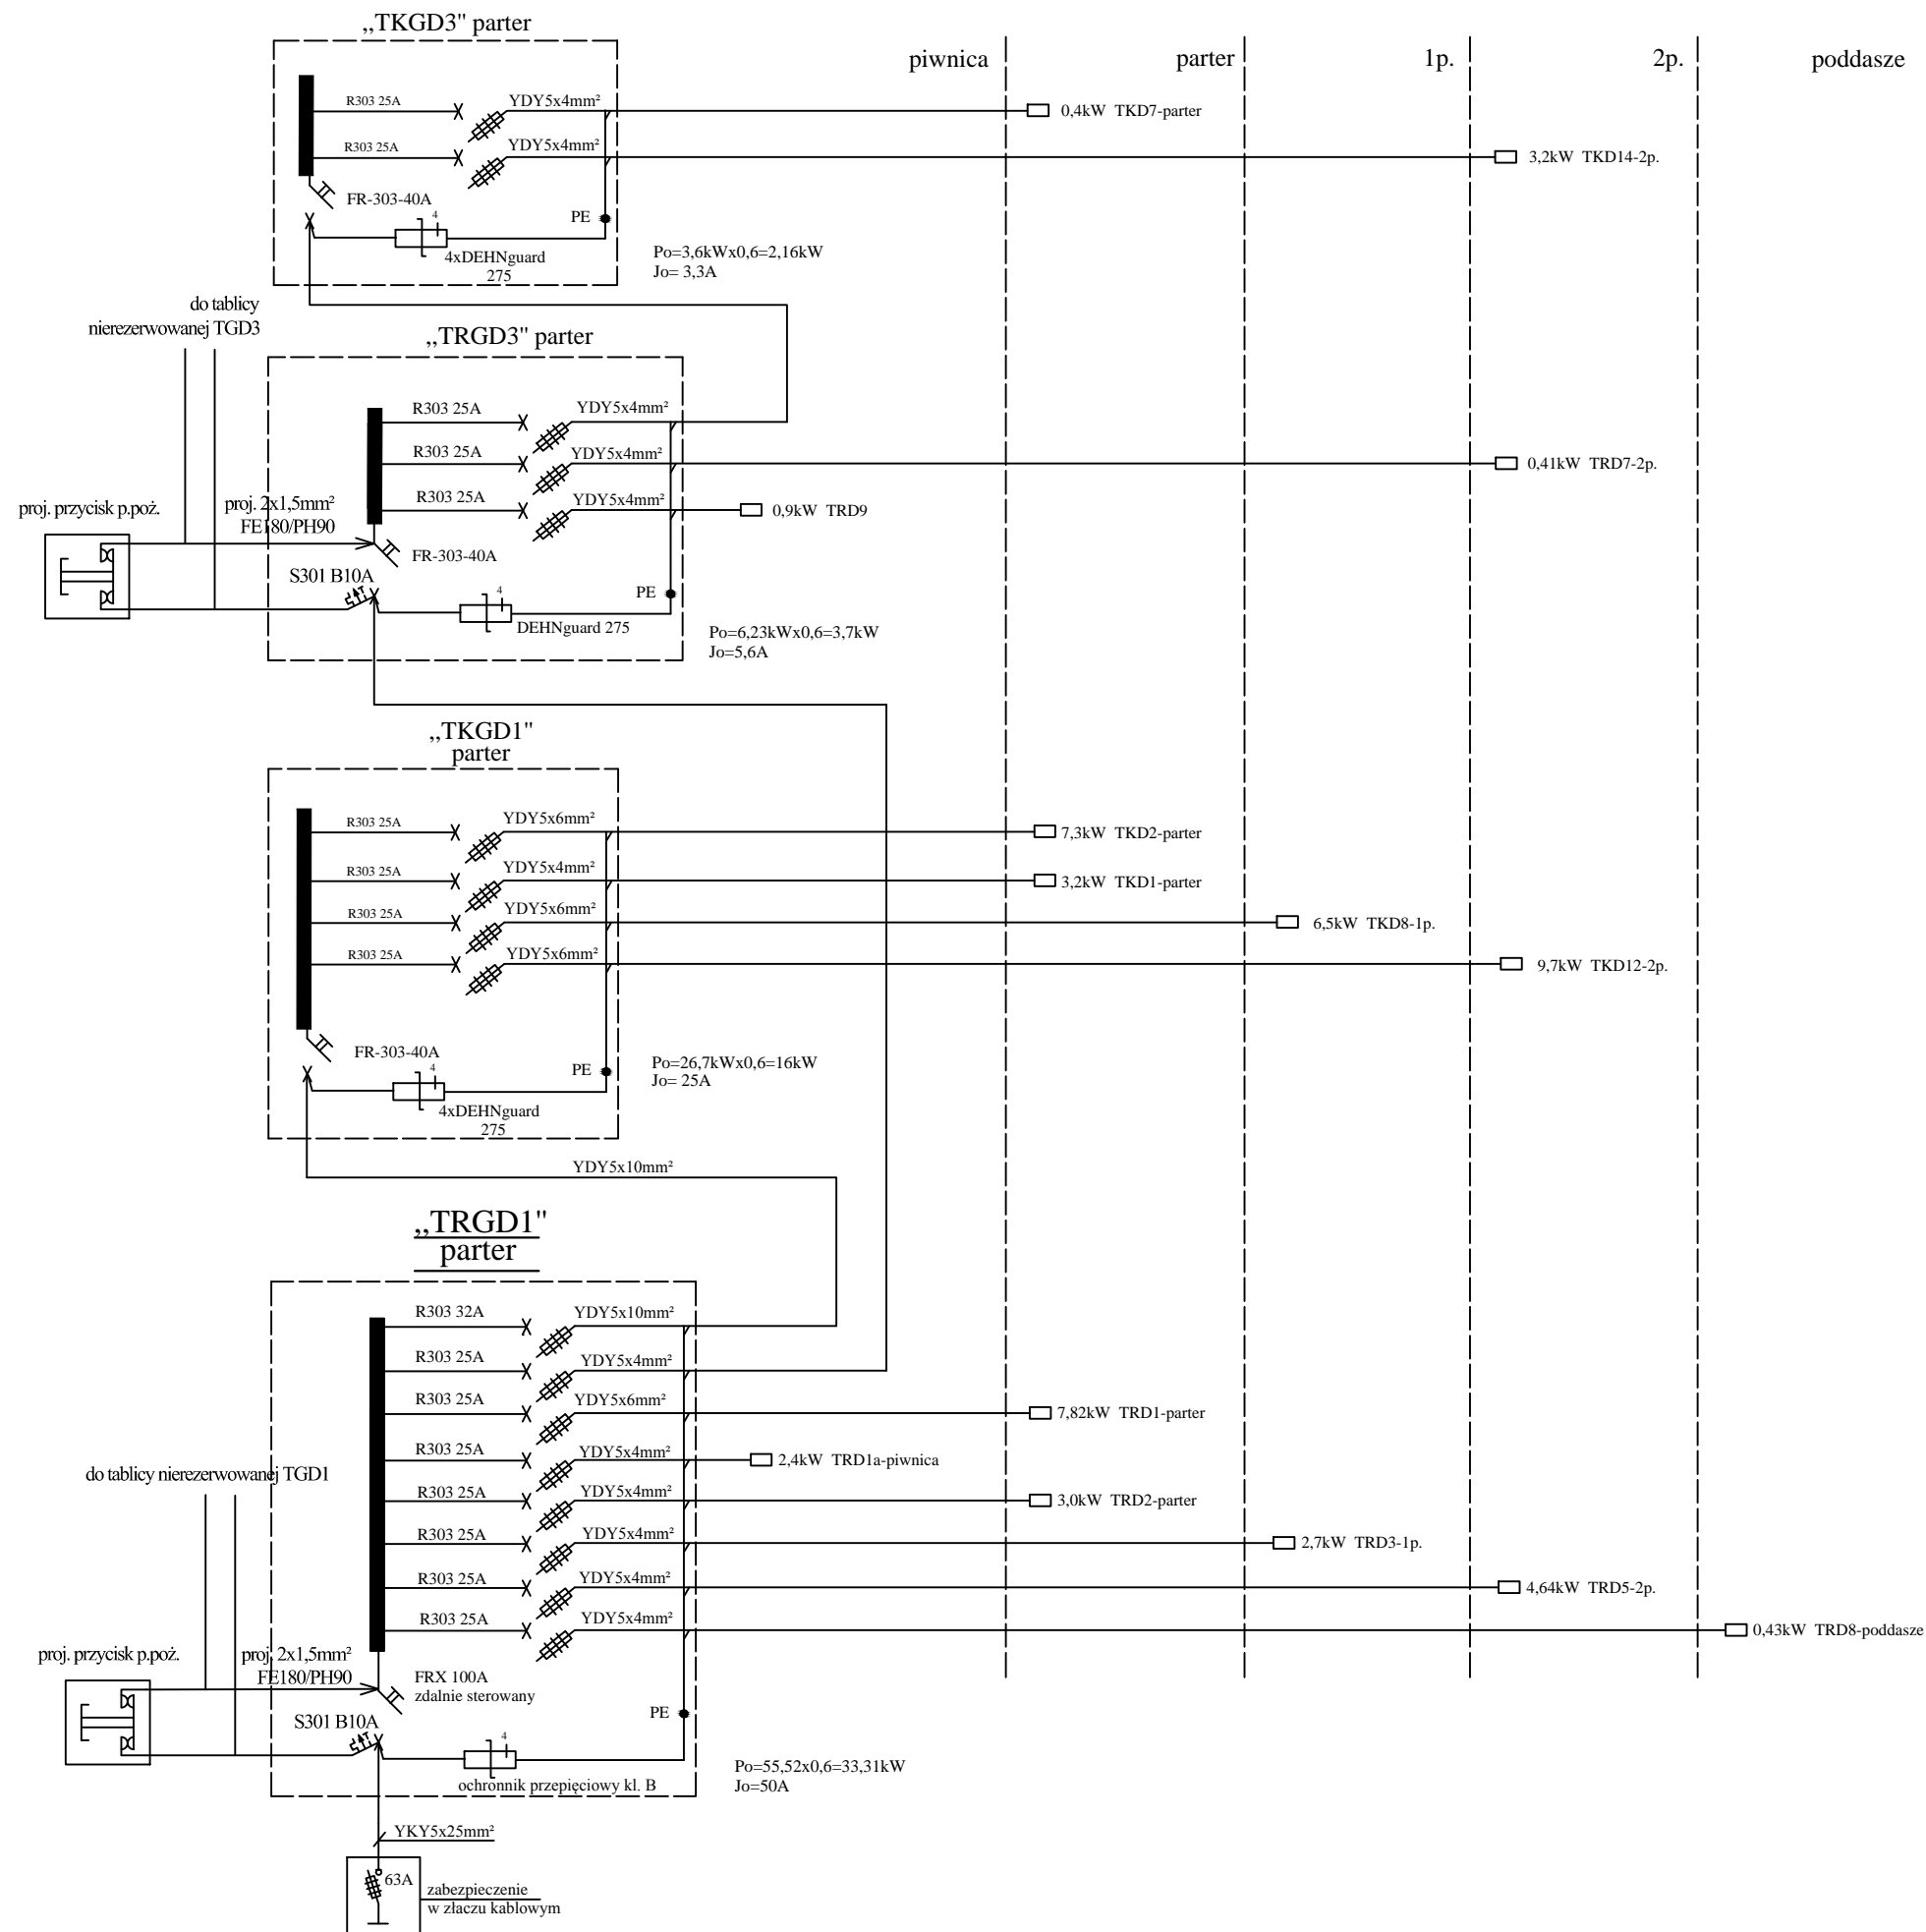 ,,TKGD3" parter
piwnica
parter
1p.
2p.
poddasze
R303 25A
YDY5x4mm²
0,4kW TKD7-parter
R303 25A
YDY5x4mm²
3,2kW TKD14-2p.
FR-303-40A
PE
4
4xDEHNguard
275
Po=3,6kWx0,6=2,16kW
Jo= 3,3A
do tablicy
nierezerwowanej TGD3
,,TRGD3" parter
R303 25A
YDY5x4mm²
R303 25A
YDY5x4mm²
0,41kW TRD7-2p.
R303 25A
YDY5x4mm²
0,9kW TRD9
proj. przycisk p.poż.
proj. 2x1,5mm²
FE180/PH90
FR-303-40A
S301 B10A
PE
4
DEHNguard 275
Po=6,23kWx0,6=3,7kW
Jo=5,6A
,,TKGD1"
parter
R303 25A
YDY5x6mm²
7,3kW TKD2-parter
R303 25A
YDY5x4mm²
3,2kW TKD1-parter
R303 25A
YDY5x6mm²
6,5kW TKD8-1p.
R303 25A
YDY5x6mm²
9,7kW TKD12-2p.
FR-303-40A
PE
4
4xDEHNguard
275
Po=26,7kWx0,6=16kW
Jo= 25A
YDY5x10mm²
,,TRGD1"
parter
R303 32A
YDY5x10mm²
R303 25A
YDY5x4mm²
R303 25A
YDY5x6mm²
7,82kW TRD1-parter
R303 25A
YDY5x4mm²
2,4kW TRD1a-piwnica
do tablicy nierezerwowanej TGD1
R303 25A
YDY5x4mm²
3,0kW TRD2-parter
R303 25A
YDY5x4mm²
2,7kW TRD3-1p.
R303 25A
YDY5x4mm²
4,64kW TRD5-2p.
R303 25A
YDY5x4mm²
0,43kW TRD8-poddasze
proj. przycisk p.poż.
proj. 2x1,5mm²
FE180/PH90
FRX 100A
zdalnie sterowany
S301 B10A
PE
4
ochronnik przepięciowy kl. B
Po=55,52x0,6=33,31kW
Jo=50A
YKY5x25mm²
63A
zabezpieczenie
w złaczu kablowym